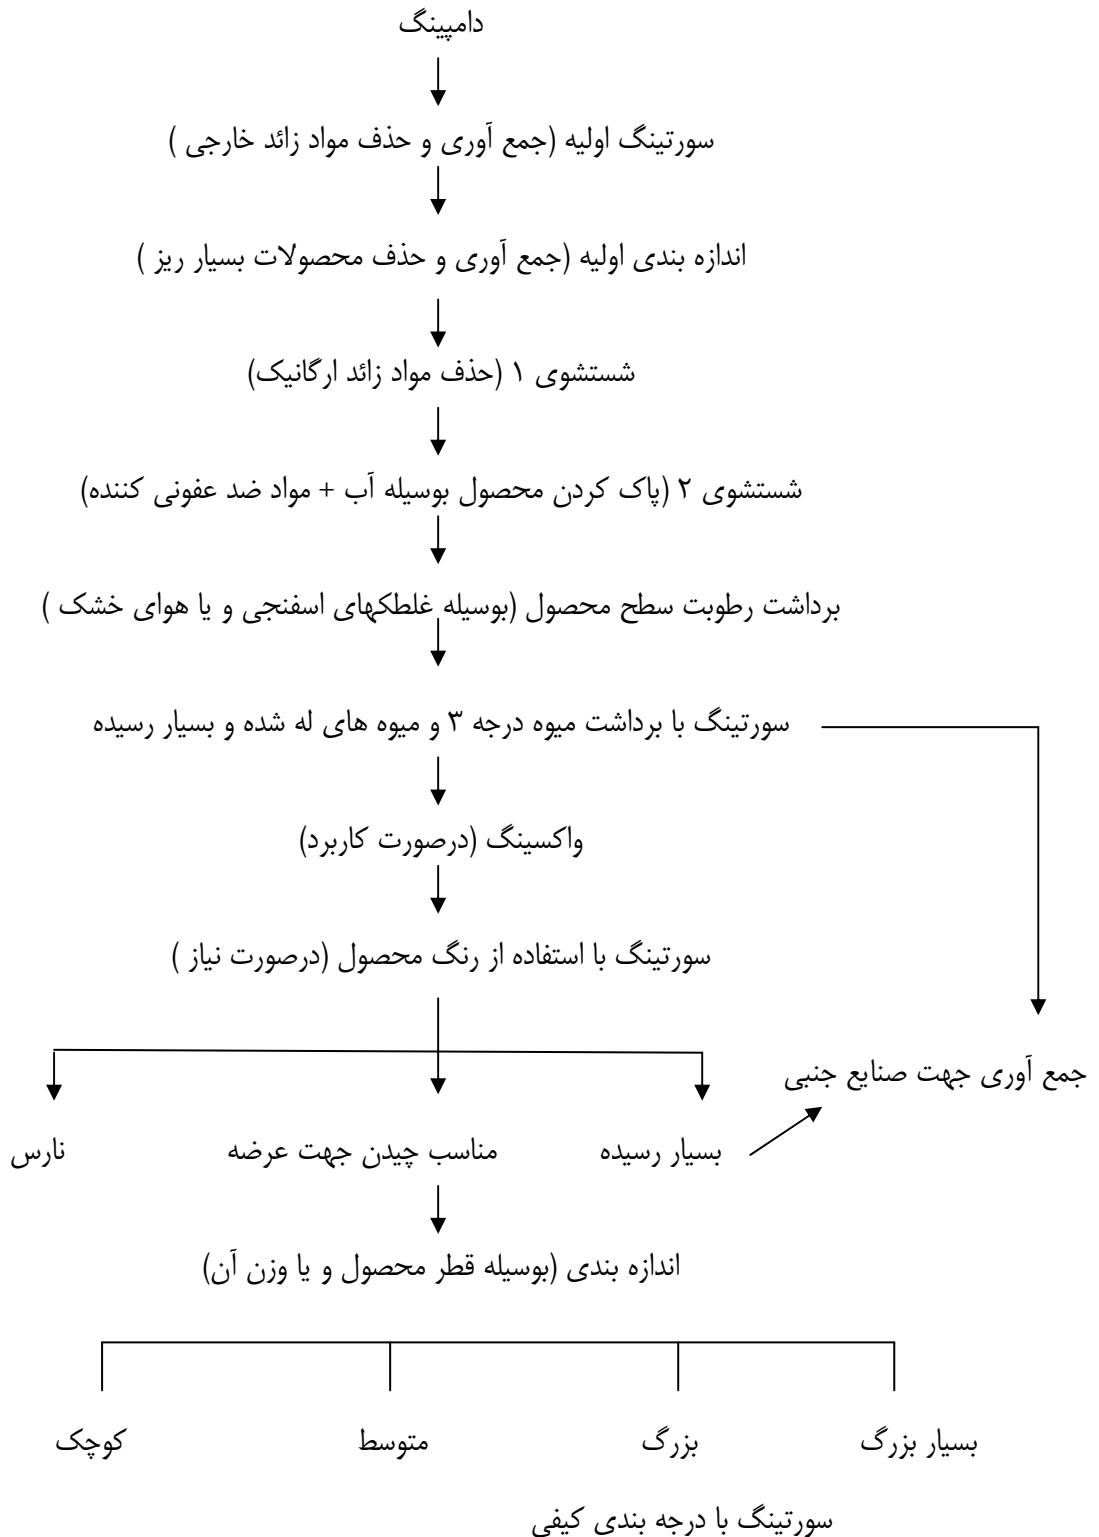 دامپینگ
سورتینگ اولیه (جمع آوری و حذف مواد زائد خارجی )
اندازه بندی اولیه (جمع آوری و حذف محصولات بسیار ریز )
شستشوی ۱ (حذف مواد زائد ارگانیک)
شستشوی ۲ (پاک کردن محصول بوسیله آب + مواد ضد عفونی کننده)
برداشت رطوبت سطح محصول (بوسیله غلطکهای اسفنجی و یا هوای خشک )
سورتینگ با برداشت میوه درجه ۳ و میوه های له شده و بسیار رسیده
واکسینگ (درصورت کاربرد)
سورتینگ با استفاده از رنگ محصول (درصورت نیاز )
جمع آوری جهت صنایع جنبی
بسیار رسیده مناسب چیدن جهت عرضه نارس
اندازه بندی (بوسیله قطر محصول و یا وزن آن)
بسیار بزرگ بزرگ متوسط کوچک
سورتینگ با درجه بندی کیفی